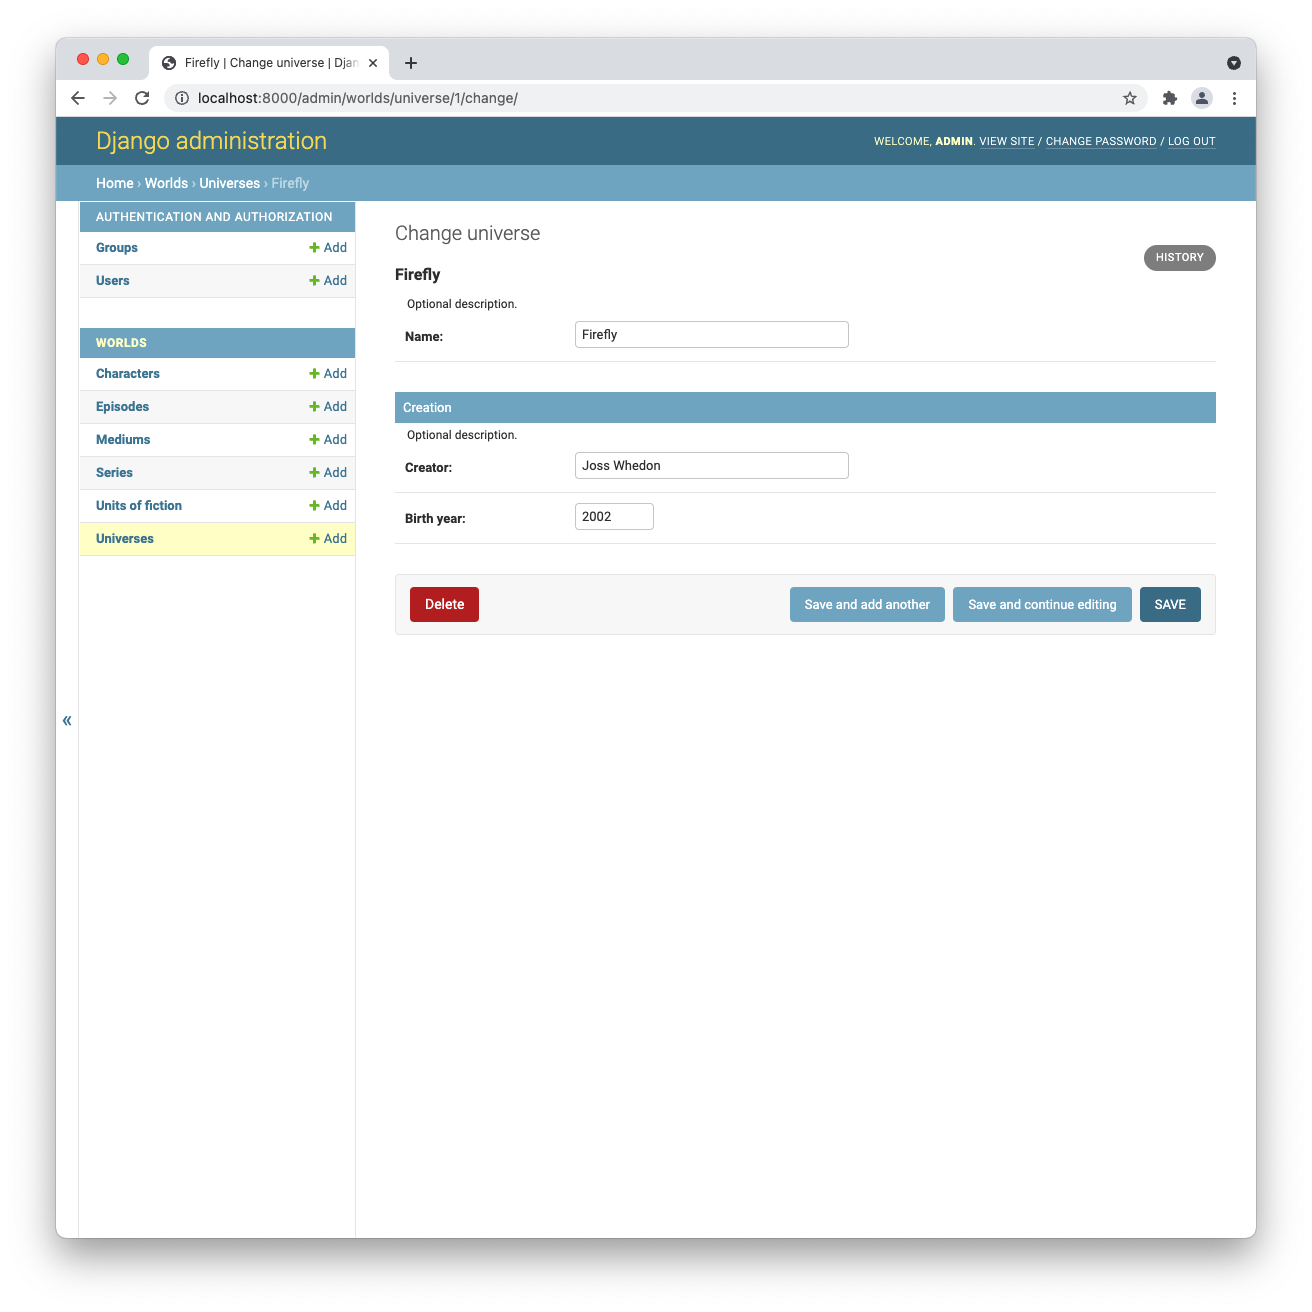 Firefly | Change universe | Djan
localhost:8000/admin/worlds/universe/1/change/
Django administration
WELCOME, ADMIN. VIEW SITE / CHANGE PASSWORD / LOG OUT
Home › Worlds › Universes › Firefly
AUTHENTICATION AND AUTHORIZATION
Groups + Add
Users + Add
WORLDS
Characters + Add
Episodes + Add
Mediums + Add
Series + Add
Units of fiction + Add
Universes + Add
«
Change universe
HISTORY
Firefly
Optional description.
Name: Firefly
Creation
Optional description.
Creator: Joss Whedon
Birth year: 2002
Delete Save and add another Save and continue editing SAVE